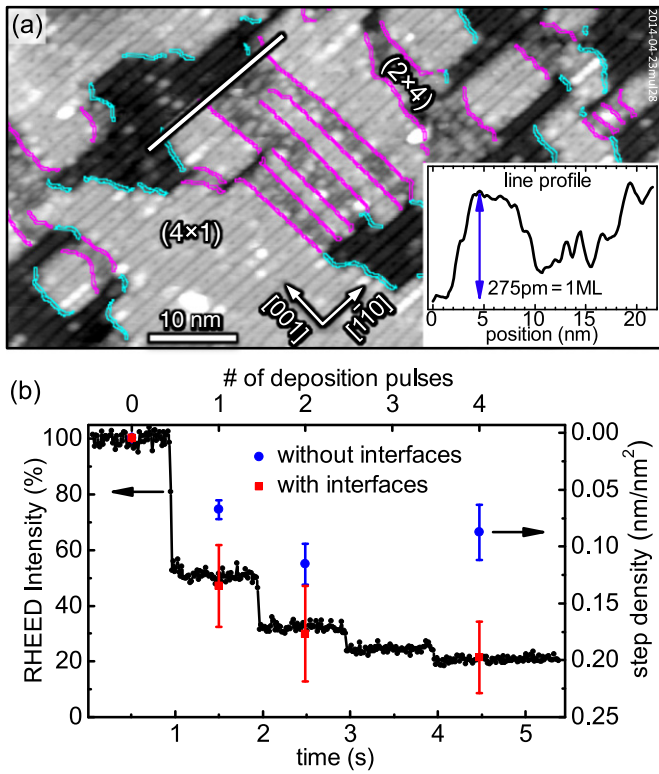 (a)
2014-04-23mul28
(2×4)
(4×1)
[001]
[11̄0]
10 nm
line profile
275pm = 1ML
0 5 10 15 20
position (nm)
(b)
# of deposition pulses
0 1 2 3 4
100
80
60
40
20
0
RHEED Intensity (%)
without interfaces
with interfaces
0.00
0.05
0.10
0.15
0.20
0.25
step density (nm/nm²)
1 2 3 4 5
time (s)